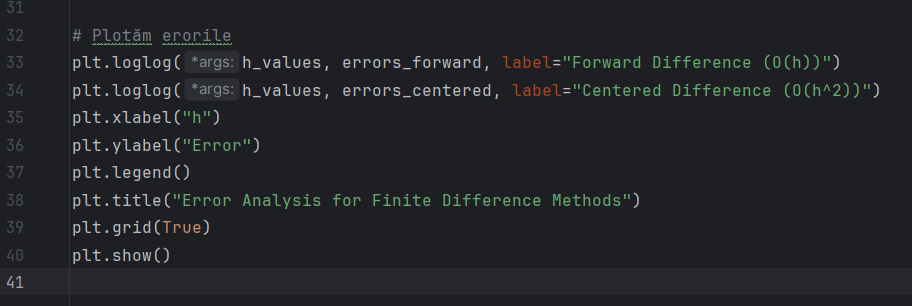 31
32 # Plotăm erorile
33 plt.loglog( *args: h_values, errors_forward, label="Forward Difference (O(h))")
34 plt.loglog( *args: h_values, errors_centered, label="Centered Difference (O(h^2))")
35 plt.xlabel("h")
36 plt.ylabel("Error")
37 plt.legend()
38 plt.title("Error Analysis for Finite Difference Methods")
39 plt.grid(True)
40 plt.show()
41